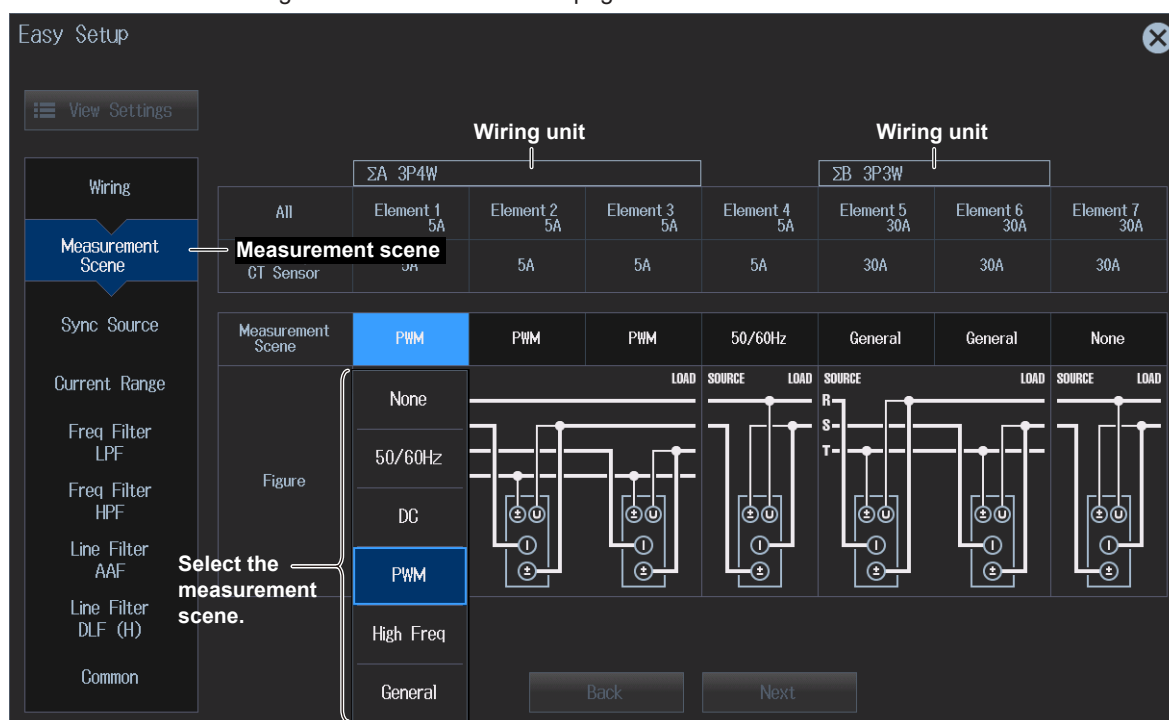 Easy Setup
View Settings
Wiring unit
Wiring unit
ΣA 3P4W
ΣB 3P3W
Wiring
All
Element 1
5A
Element 2
5A
Element 3
5A
Element 4
5A
Element 5
30A
Element 6
30A
Element 7
30A
Measurement
Scene
Measurement scene
CT Sensor
5A
5A
5A
5A
30A
30A
30A
Sync Source
Measurement
Scene
PWM
PWM
PWM
50/60Hz
General
General
None
Current Range
Freq Filter
LPF
Freq Filter
HPF
Line Filter
AAF
Line Filter
DLF (H)
Common
Figure
None
50/60Hz
DC
PWM
High Freq
General
LOAD
SOURCE LOAD
SOURCE LOAD
SOURCE LOAD
R
S
T
± U
I
±
± U
I
±
± U
I
±
± U
I
±
± U
I
±
± U
I
±
Select the
measurement
scene.
Back
Next